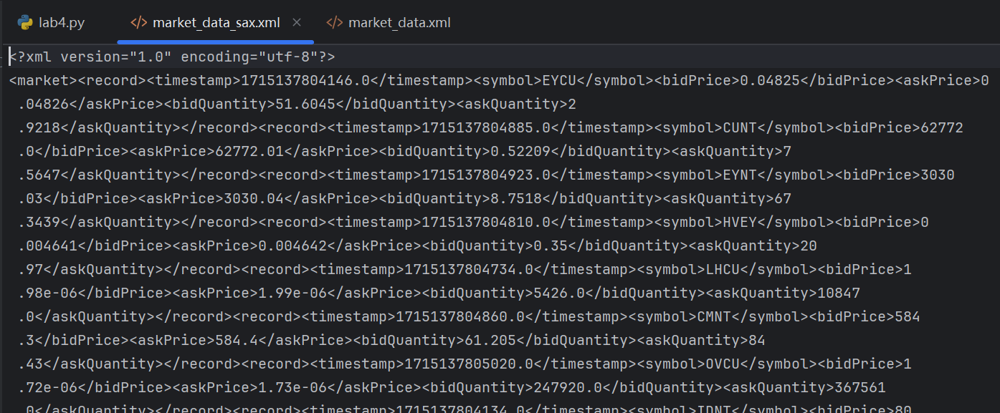 lab4.py </> market_data_sax.xml × </> market_data.xml
<?xml version="1.0" encoding="utf-8"?>
<market><record><timestamp>1715137804146.0</timestamp><symbol>EYCU</symbol><bidPrice>0.04825</bidPrice><askPrice>0
.04826</askPrice><bidQuantity>51.6045</bidQuantity><askQuantity>2
.9218</askQuantity></record><record><timestamp>1715137804885.0</timestamp><symbol>CUNT</symbol><bidPrice>62772
.0</bidPrice><askPrice>62772.01</askPrice><bidQuantity>0.52209</bidQuantity><askQuantity>7
.5647</askQuantity></record><record><timestamp>1715137804923.0</timestamp><symbol>EYNT</symbol><bidPrice>3030
.03</bidPrice><askPrice>3030.04</askPrice><bidQuantity>8.7518</bidQuantity><askQuantity>67
.3439</askQuantity></record><record><timestamp>1715137804810.0</timestamp><symbol>HVEY</symbol><bidPrice>0
.004641</bidPrice><askPrice>0.004642</askPrice><bidQuantity>0.35</bidQuantity><askQuantity>20
.97</askQuantity></record><record><timestamp>1715137804734.0</timestamp><symbol>LHCU</symbol><bidPrice>1
.98e-06</bidPrice><askPrice>1.99e-06</askPrice><bidQuantity>5426.0</bidQuantity><askQuantity>10847
.0</askQuantity></record><record><timestamp>1715137804860.0</timestamp><symbol>CMNT</symbol><bidPrice>584
.3</bidPrice><askPrice>584.4</askPrice><bidQuantity>61.205</bidQuantity><askQuantity>84
.43</askQuantity></record><record><timestamp>1715137805020.0</timestamp><symbol>OVCU</symbol><bidPrice>1
.72e-06</bidPrice><askPrice>1.73e-06</askPrice><bidQuantity>247920.0</bidQuantity><askQuantity>367561
.0</askQuantity></record><record><timestamp>1715137804134.0</timestamp><symbol>IDNT</symbol><bidPrice>80